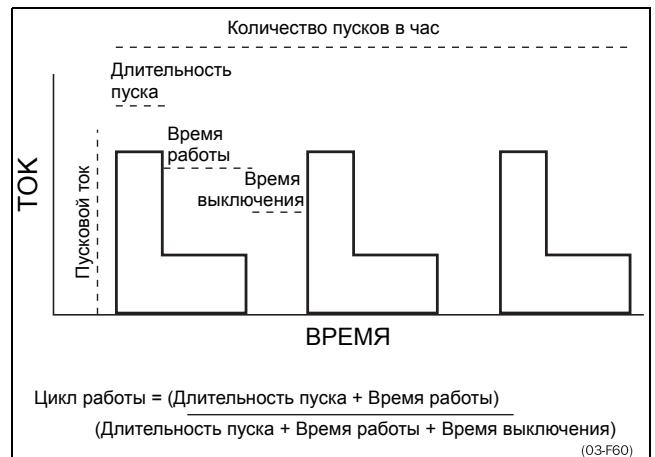 Количество пусков в час
Длительность
пуска
Время
работы
Время
выключения
ТОК
Пусковой ток
ВРЕМЯ
Цикл работы = (Длительность пуска + Время работы)
(Длительность пуска + Время работы + Время выключения)
(03-F60)